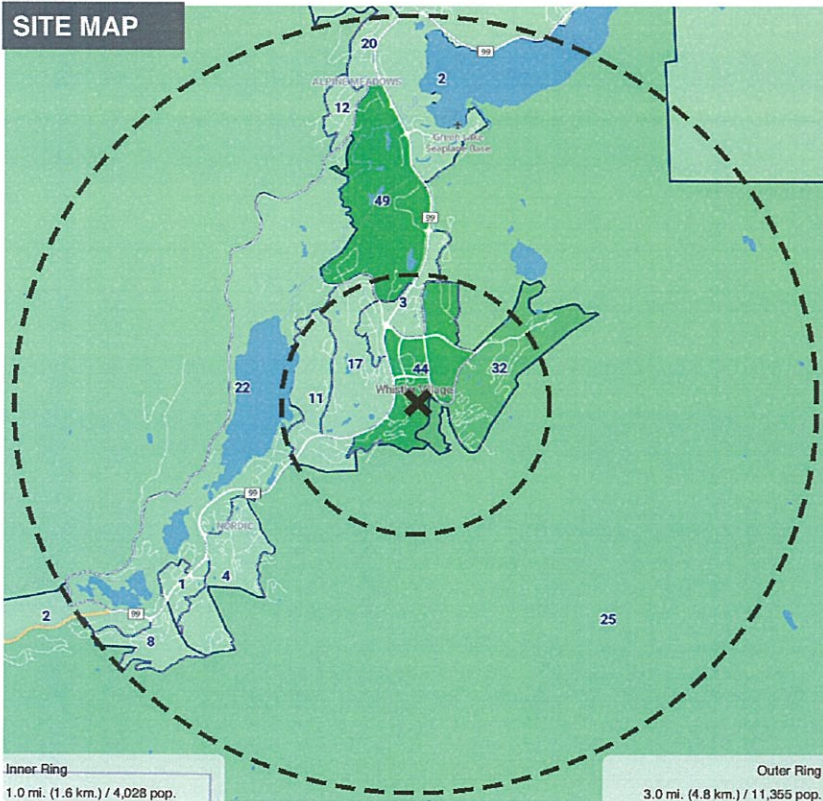 SITE MAP
20
99
2
ALPINE MEADOWS
12
Green Lake
Seaplane Base
49
99
3
17
44
32
22
11
Whistler Village
99
NORDIC
1
4
2
99
8
25
Inner Ring
1.0 mi. (1.6 km.) / 4,028 pop.
Outer Ring
3.0 mi. (4.8 km.) / 11,355 pop.